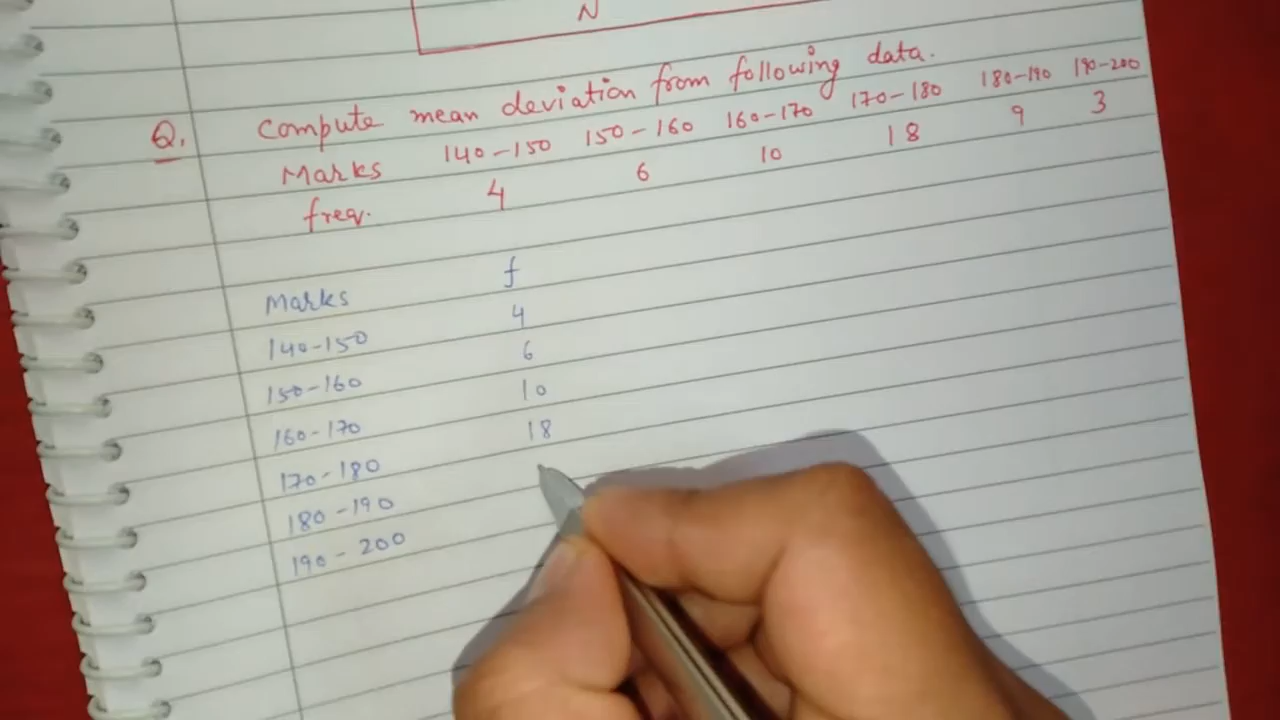 N
Q. Compute mean deviation from following data.
Marks 140-150 150-160 160-170 170-180 180-190 190-200
freq. 4 6 10 18 9 3
Marks f
140-150 4
150-160 6
160-170 10
170-180 18
180-190
190-200